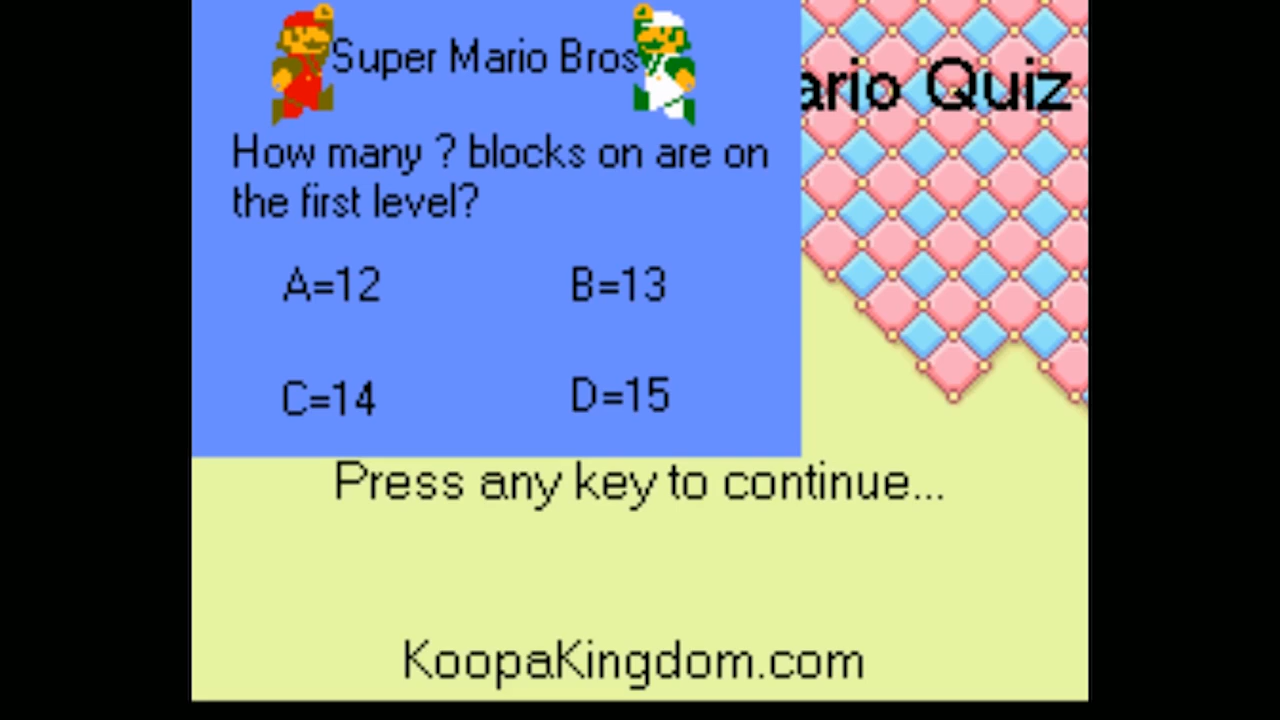 Super Mario Bros
ario Quiz
How many ? blocks on are on
the first level?
A=12
B=13
C=14
D=15
Press any key to continue...
KoopaKingdom.com